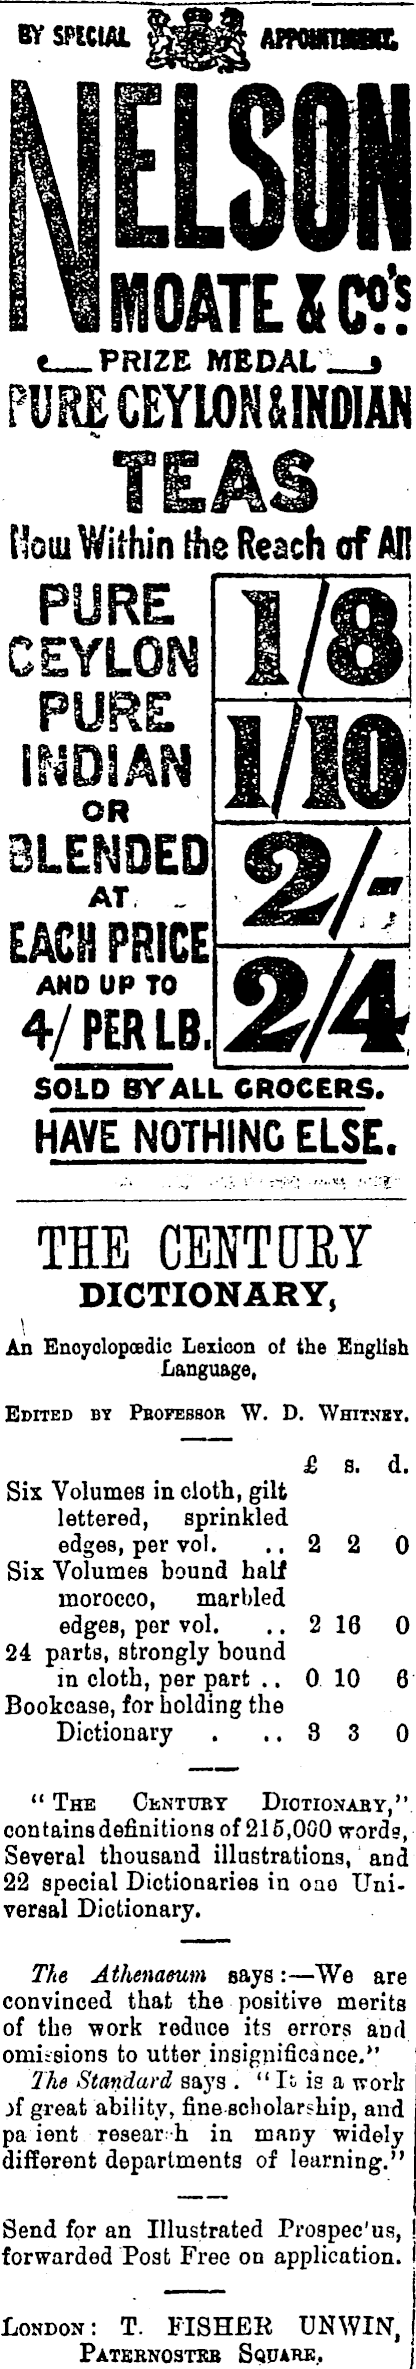 BY SPECIAL APPOINTMENT.
NELSON
MOATE & Co's
PRIZE MEDAL
PURE CEYLON & INDIAN
TEAS
Now Within the Reach of All
PURE
CEYLON
1/8
PURE
INDIAN
1/10
OR
BLENDED
2/-
AT
EACH PRICE
AND UP TO
4/ PER LB.
2/4
SOLD BY ALL GROCERS.
HAVE NOTHING ELSE.
THE CENTURY
DICTIONARY,
An Encyclopœdic Lexicon of the English
Language,
EDITED BY PROFESSOR W. D. WHITNEY.
£ s. d.
Six Volumes in cloth, gilt
lettered, sprinkled
edges, per vol. .. 2 2 0
Six Volumes bound half
morocco, marbled
edges, per vol. .. 2 16 0
24 parts, strongly bound
in cloth, per part .. 0 10 6
Bookcase, for holding the
Dictionary . .. 3 3 0
"THE CENTURY DICTIONARY,"
contains definitions of 215,000 words,
Several thousand illustrations, and
22 special Dictionaries in one Uni-
versal Dictionary.
The Athenaeum says:—We are
convinced that the positive merits
of the work reduce its errors and
omissions to utter insignificance."
The Standard says. "It is a work
of great ability, fine scholarship, and
pa ient resear h in many widely
different departments of learning."
Send for an Illustrated Prospec'us,
forwarded Post Free on application.
LONDON: T. FISHER UNWIN,
PATERNOSTER SQUARE.